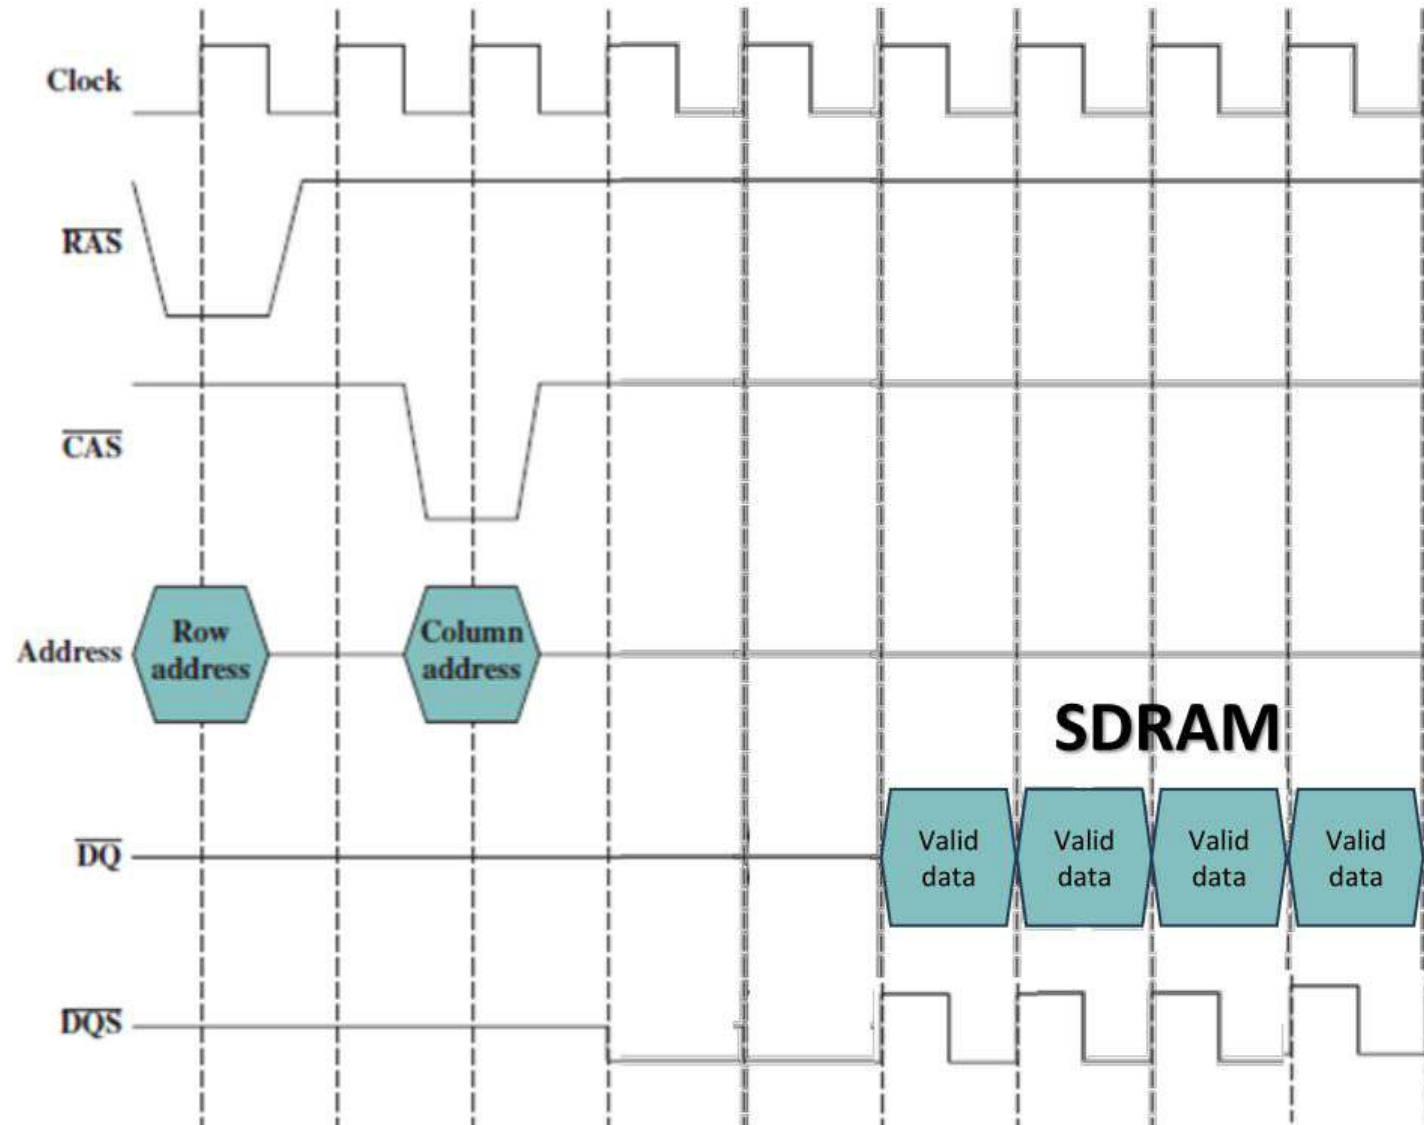 Clock
RAS
CAS
Row
address
Column
address
Address
SDRAM
DQ
Valid
data
Valid
data
Valid
data
Valid
data
DQS